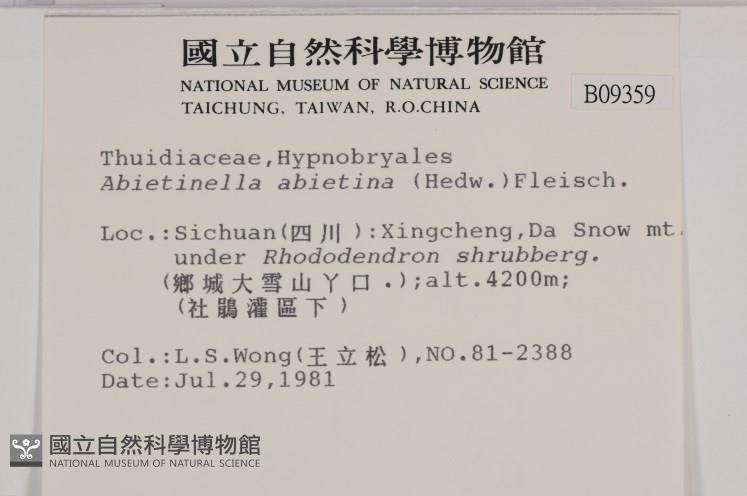 國立自然科學博物館
NATIONAL MUSEUM OF NATURAL SCIENCE
TAICHUNG, TAIWAN, R.O.CHINA
B09359
Thuidiaceae,Hypnobryales
Abietinella abietina (Hedw.)Fleisch.
Loc.:Sichuan(四川):Xingcheng,Da Snow mt.
under Rhododendron shrubberg.
(鄉城大雪山丫口.);alt.4200m;
(社鵑灌區下)
Col.:L.S.Wong(王立松),NO.81-2388
Date:Jul.29,1981
國立自然科學博物館
NATIONAL MUSEUM OF NATURAL SCIENCE